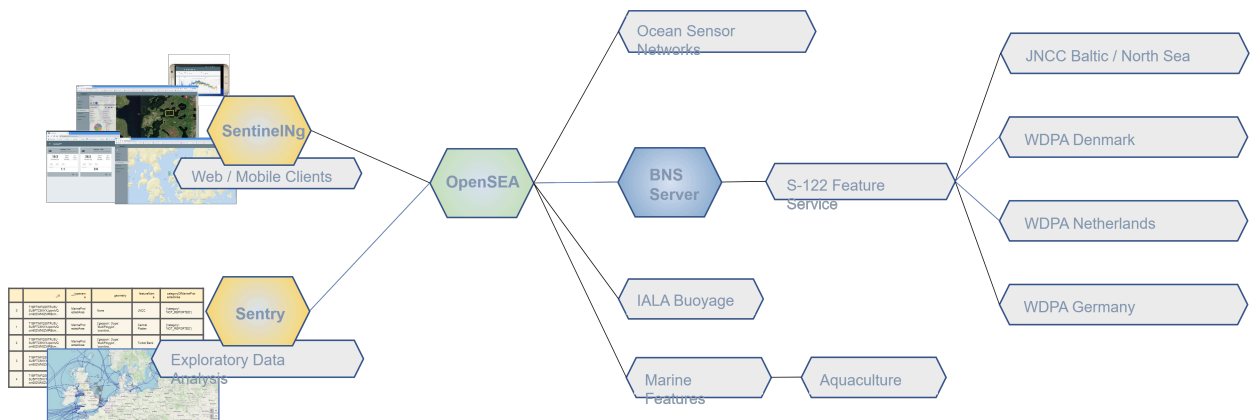 Ocean Sensor
Networks
JNCC Baltic / North Sea
SentinelNg
WDPA Denmark
Web / Mobile Clients
OpenSEA
BNS
Server
S-122 Feature
Service
WDPA Netherlands
IALA Buoyage
WDPA Germany
Sentry
Exploratory Data
Analysis
Marine
Features
Aquaculture